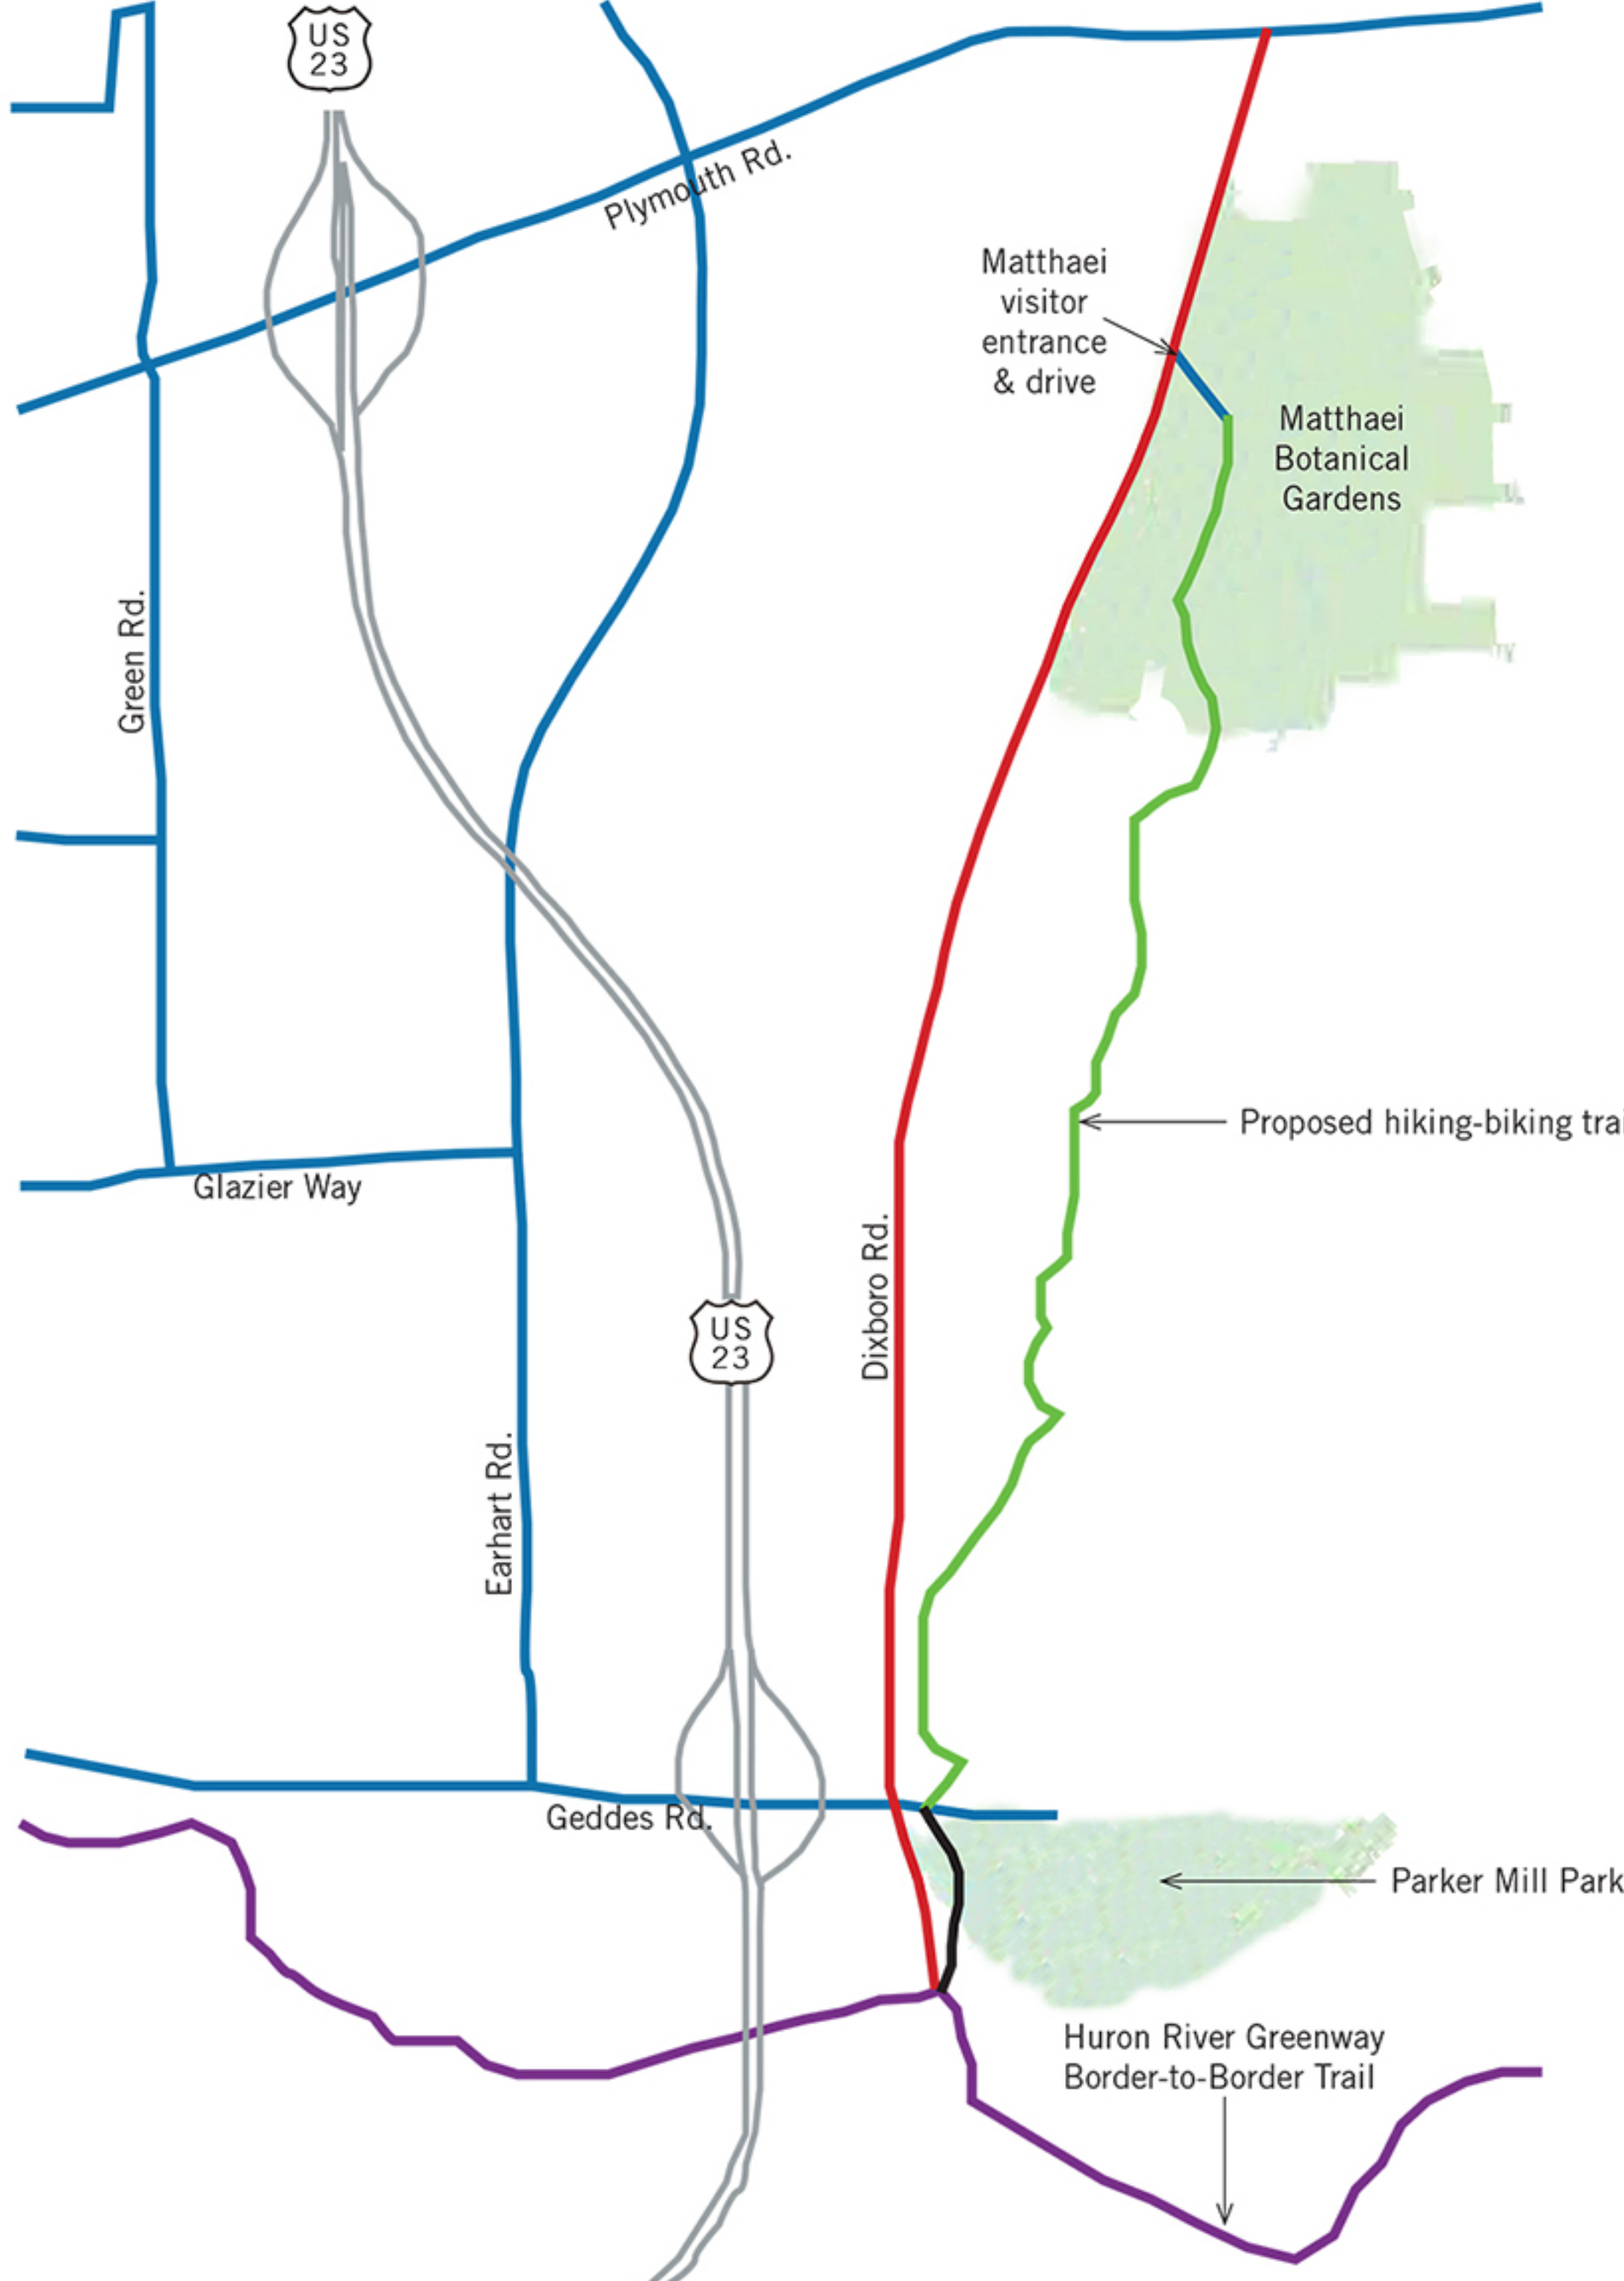 US
23
Plymouth Rd.
Matthaei
visitor
entrance
& drive
Matthaei
Botanical
Gardens
Green Rd.
Proposed hiking-biking trai
Glazier Way
Dixboro Rd.
US
23
Earhart Rd.
Geddes Rd.
Parker Mill Park
Huron River Greenway
Border-to-Border Trail